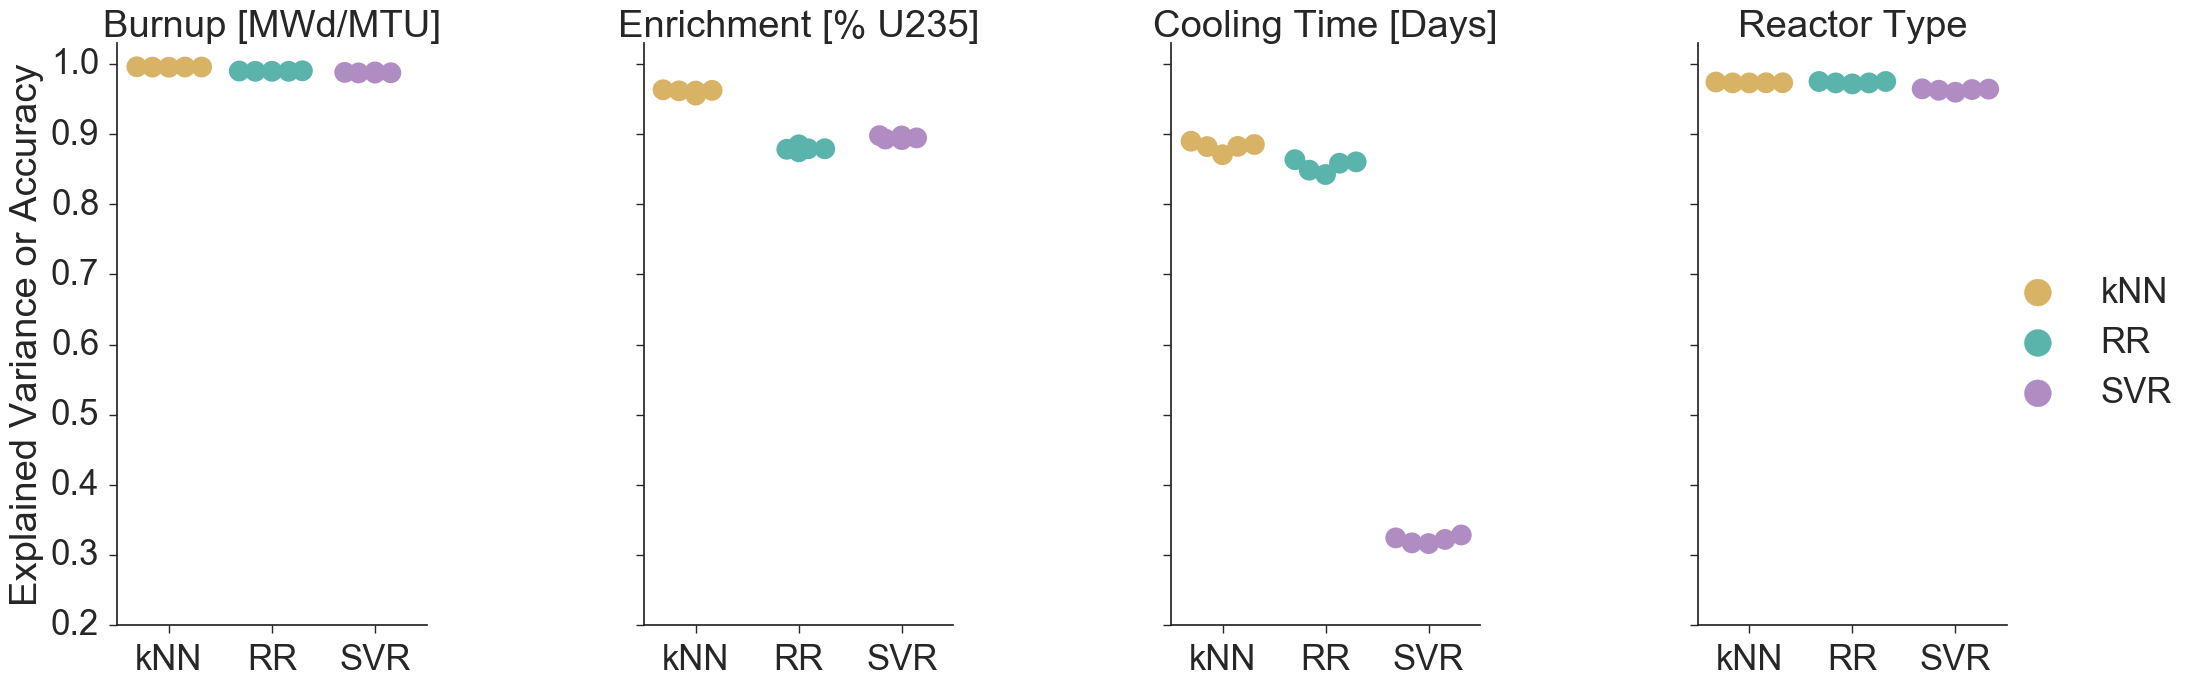 Burnup [MWd/MTU]
Enrichment [% U235]
Cooling Time [Days]
Reactor Type
Explained Variance or Accuracy
1.0
0.9
0.8
0.7
0.6
0.5
0.4
0.3
0.2
kNN RR SVR
kNN RR SVR
kNN RR SVR
kNN RR SVR
kNN
RR
SVR